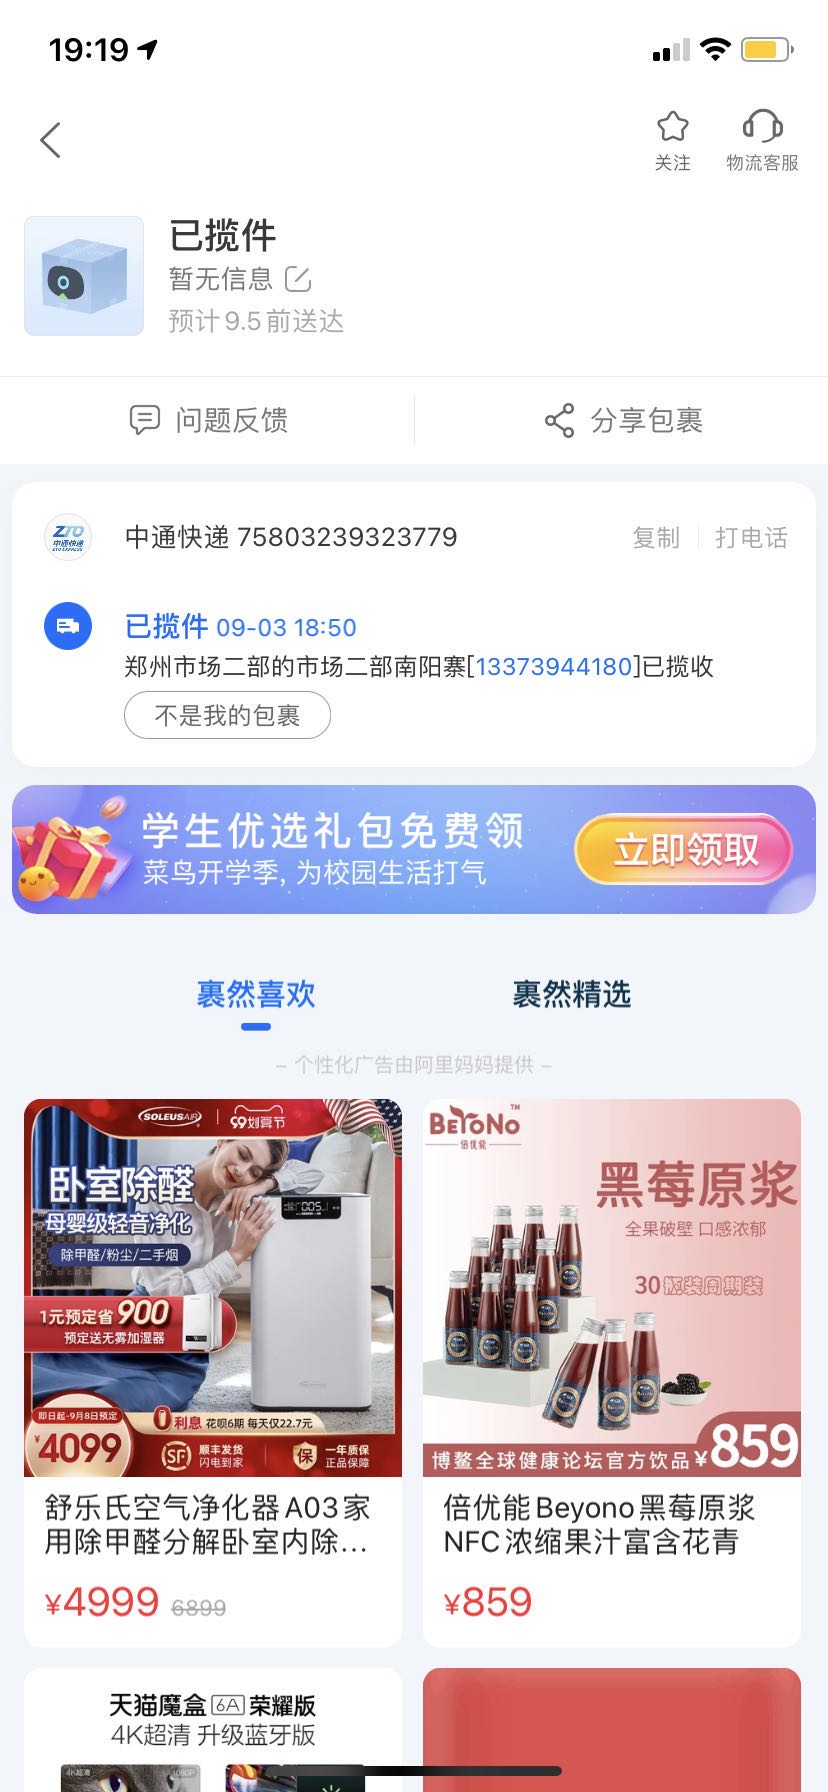 19:19
关注
物流客服
已揽件
暂无信息
预计9.5前送达
问题反馈
分享包裹
ZTO
中通快递
ZTO EXPRESS
中通快递 75803239323779
复制
打电话
已揽件 09-03 18:50
郑州市场二部的市场二部南阳寨[13373944180]已揽收
不是我的包裹
学生优选礼包免费领
菜鸟开学季, 为校园生活打气
立即领取
裹然喜欢
裹然精选
– 个性化广告由阿里妈妈提供 –
SOLEUSAIR
99划算节
卧室除醛
母婴级轻音净化
除甲醛/粉尘/二手烟
005
1元预定省900
预定送无雾加湿器
即日起-9月8日预定
¥4099
0利息 花呗6期 每天仅22.7元
SF 顺丰发货
闪电到家
保 一年质保
正品保障
舒乐氏空气净化器A03家
用除甲醛分解卧室内除...
¥4999 6899
BEYONO™
倍优能
黑莓原浆
全果破壁 口感浓郁
30瓶装周期装
博鳌全球健康论坛官方饮品 ¥859
倍优能Beyono黑莓原浆
NFC浓缩果汁富含花青
¥859
天猫魔盒 6A 荣耀版
4K超清 升级蓝牙版
4K超清
1080P